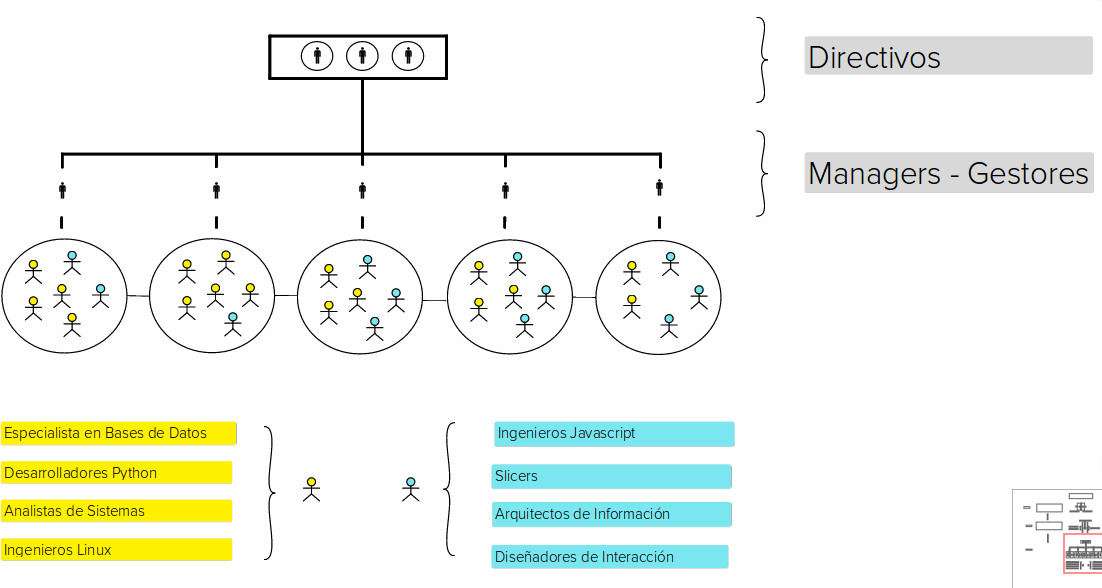 Directivos
Managers - Gestores
Especialista en Bases de Datos
Desarrolladores Python
Analistas de Sistemas
Ingenieros Linux
Ingenieros Javascript
Slicers
Arquitectos de Información
Diseñadores de Interacción